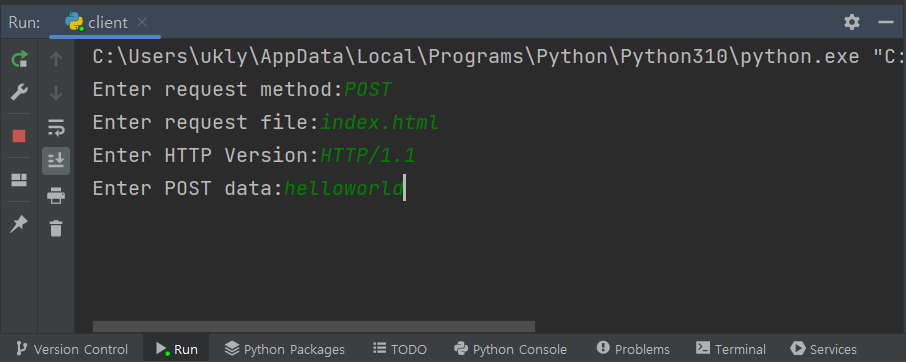 Run: client
C:\Users\ukly\AppData\Local\Programs\Python\Python310\python.exe "C:
Enter request method:POST
Enter request file:index.html
Enter HTTP Version:HTTP/1.1
Enter POST data:helloworld
Version Control Run Python Packages TODO Python Console Problems Terminal Services